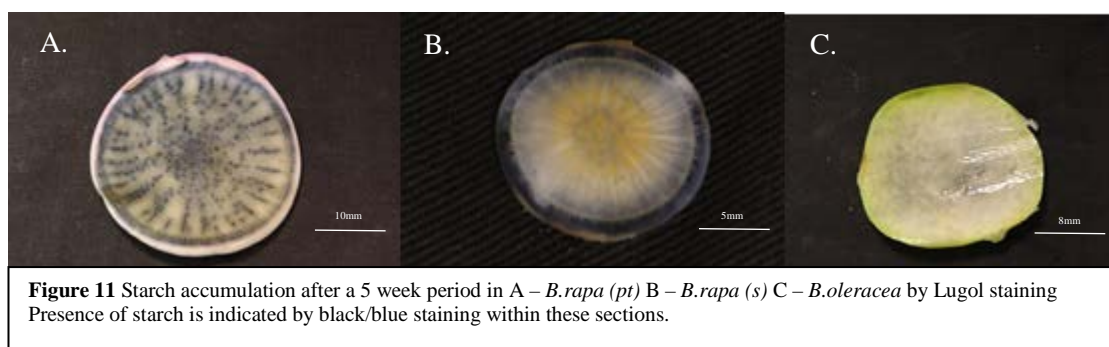 A.
B.
C.
10mm
5mm
8mm
Figure 11 Starch accumulation after a 5 week period in A – B.rapa (pt) B – B.rapa (s) C – B.oleracea by Lugol staining
Presence of starch is indicated by black/blue staining within these sections.